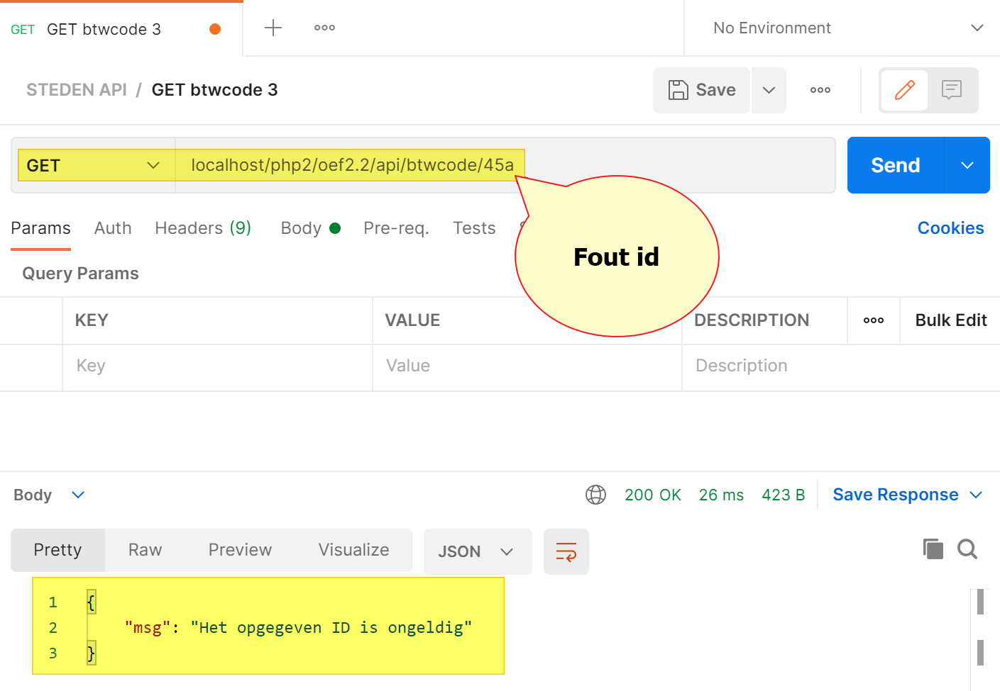 GET GET btwcode 3
No Environment
STEDEN API / GET btwcode 3
Save
GET localhost/php2/oef2.2/api/btwcode/45a
Send
Fout id
Params Auth Headers (9) Body Pre-req. Tests
Cookies
Query Params
KEY VALUE DESCRIPTION Bulk Edit
Key Value Description
Body
200 OK 26 ms 423 B Save Response
Pretty Raw Preview Visualize JSON
1 {
2 "msg": "Het opgegeven ID is ongeldig"
3 }